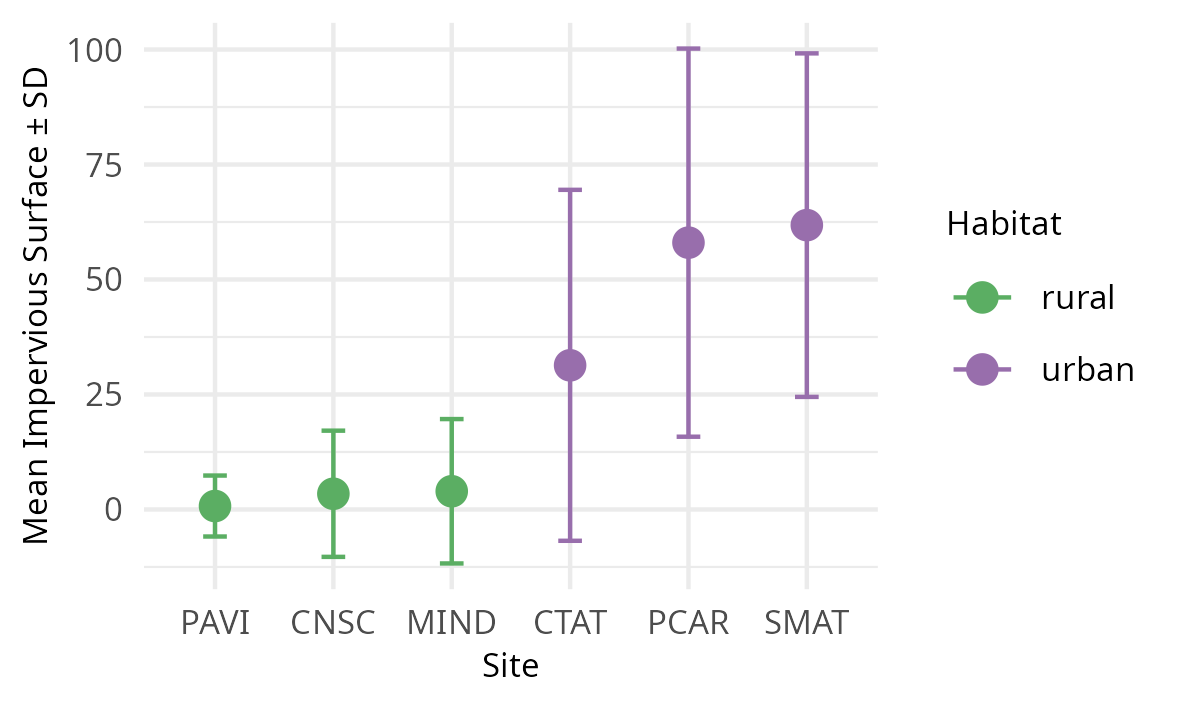 Mean Impervious Surface ± SD
100
75
50
25
0
PAVI CNSC MIND CTAT PCAR SMAT
Site
Habitat
rural
urban